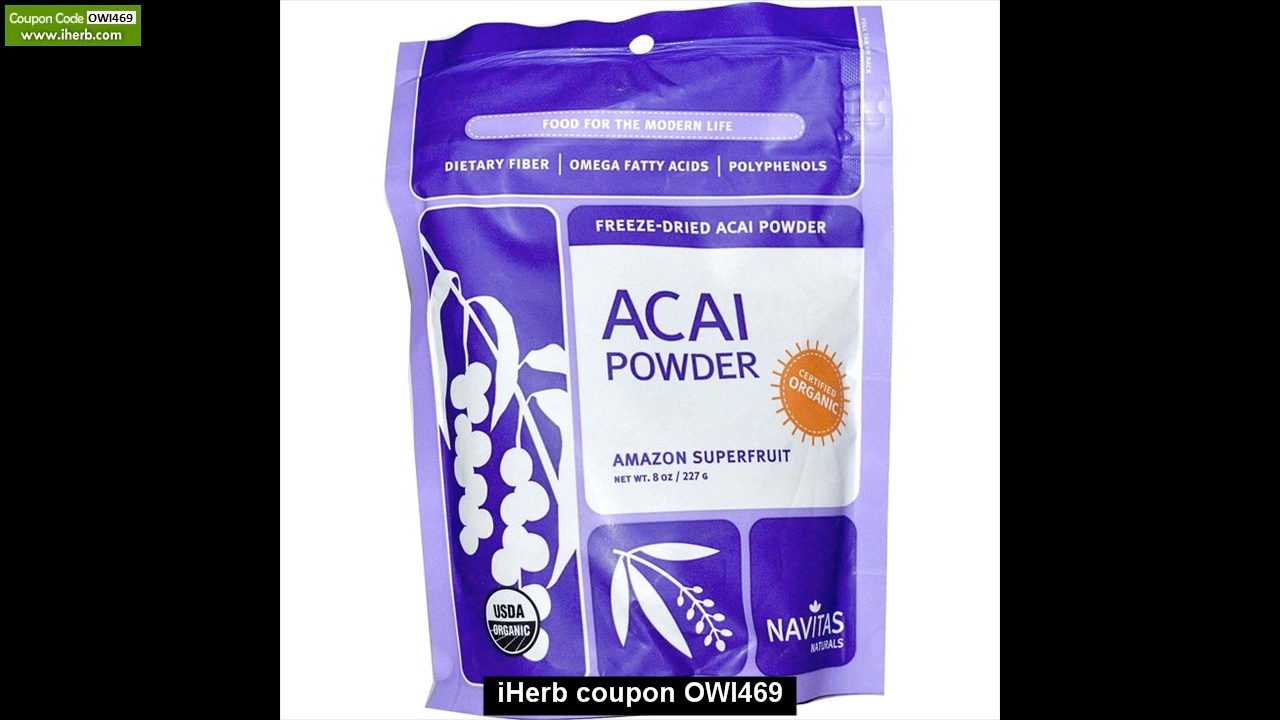 Coupon Code OWI469
www.iherb.com
FOOD FOR THE MODERN LIFE
DIETARY FIBER | OMEGA FATTY ACIDS | POLYPHENOLS
FREEZE-DRIED ACAI POWDER
ACAI
POWDER
CERTIFIED
ORGANIC
AMAZON SUPERFRUIT
NET WT. 8 OZ / 227 G
USDA
ORGANIC
NAVITAS
NATURALS
iHerb coupon OWI469